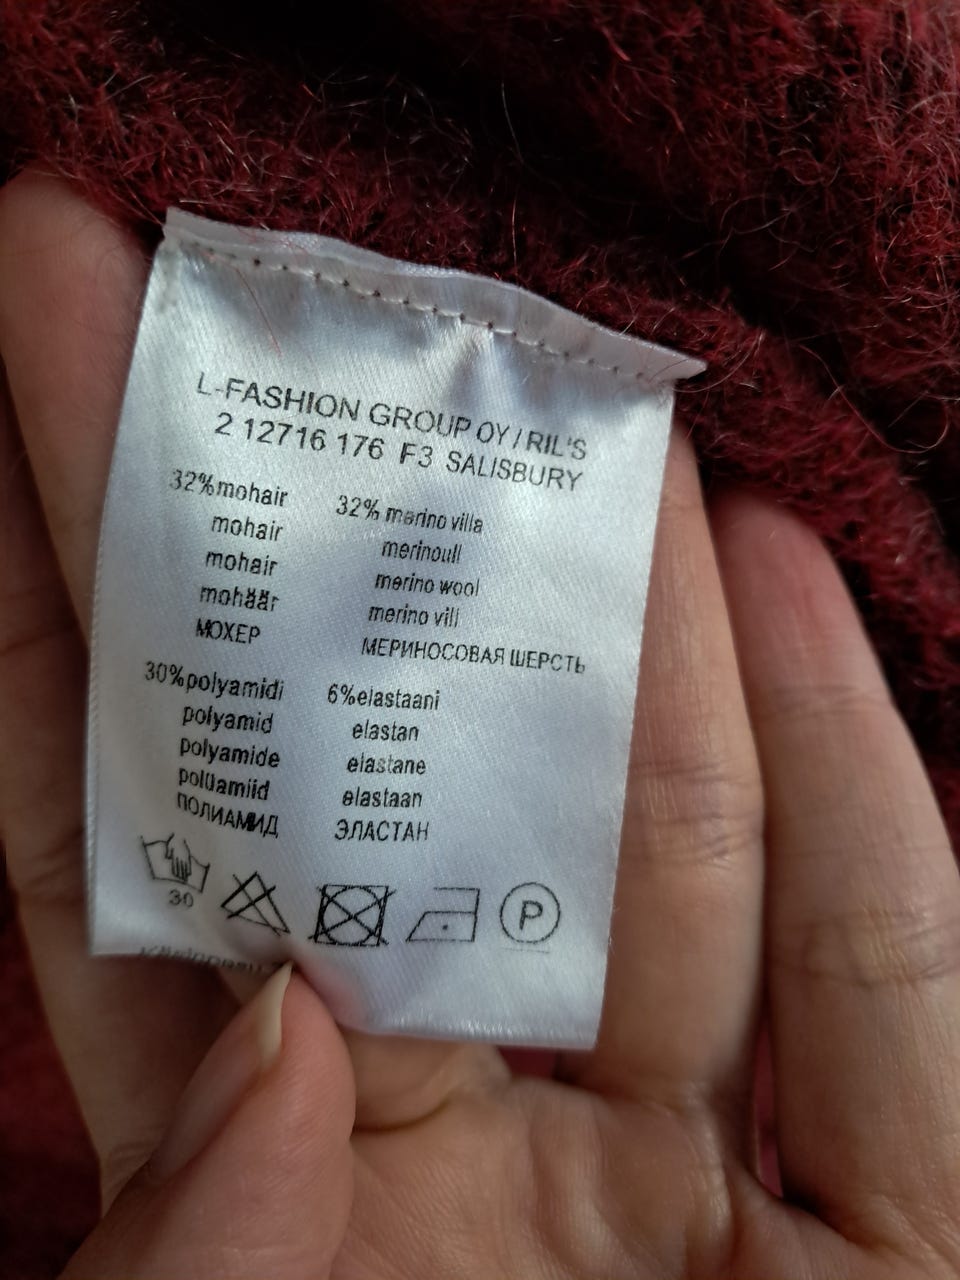 L-FASHION GROUP OY / RIL'S
2 12716 176 F3 SALISBURY
32%mohair
mohair
mohair
mohäär
МОХЕР
32% merino villa
merinoull
merino wool
merino vill
МЕРИНОСОВАЯ ШЕРСТЬ
30%polyamidi
polyamid
polyamide
polüamiid
ПОЛИАМИД
6%elastaani
elastan
elastane
elastaan
ЭЛАСТАН
30
P